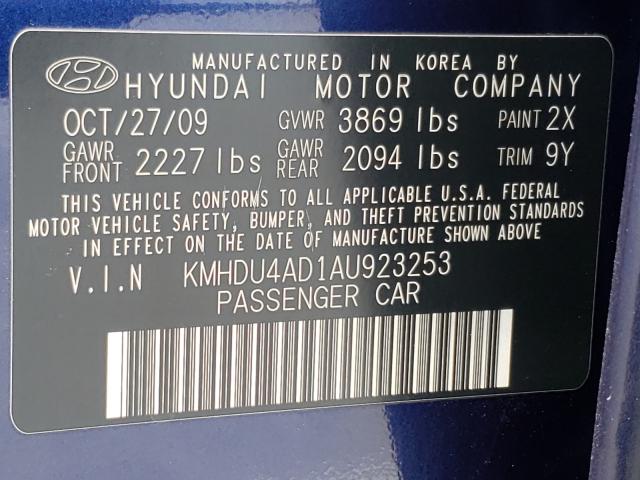 MANUFACTURED IN KOREA BY
HYUNDAI MOTOR COMPANY
OCT/27/09 GVWR 3869 lbs PAINT 2X
GAWR FRONT 2227 lbs GAWR REAR 2094 lbs TRIM 9Y
THIS VEHICLE CONFORMS TO ALL APPLICABLE U.S.A. FEDERAL
MOTOR VEHICLE SAFETY, BUMPER, AND THEFT PREVENTION STANDARDS
IN EFFECT ON THE DATE OF MANUFACTURE SHOWN ABOVE
V.I.N KMHDU4AD1AU923253
PASSENGER CAR